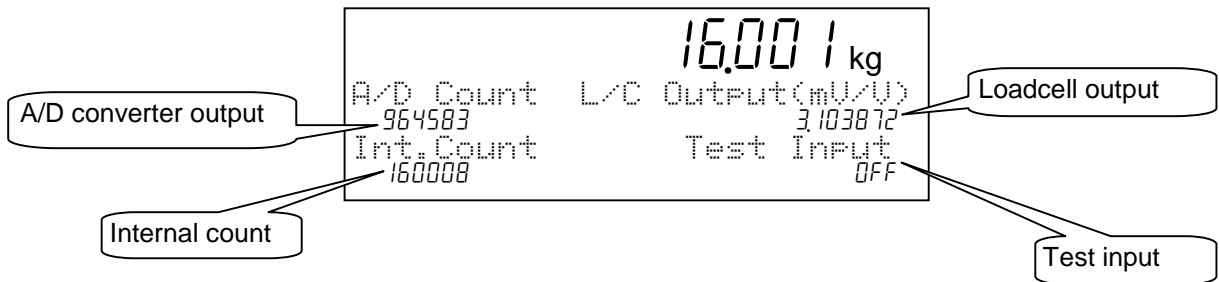 16.001 kg
A/D Count L/C Output(mV/V)
964583 3.103872
Int.Count Test Input
160008 OFF
A/D converter output
Loadcell output
Internal count
Test input